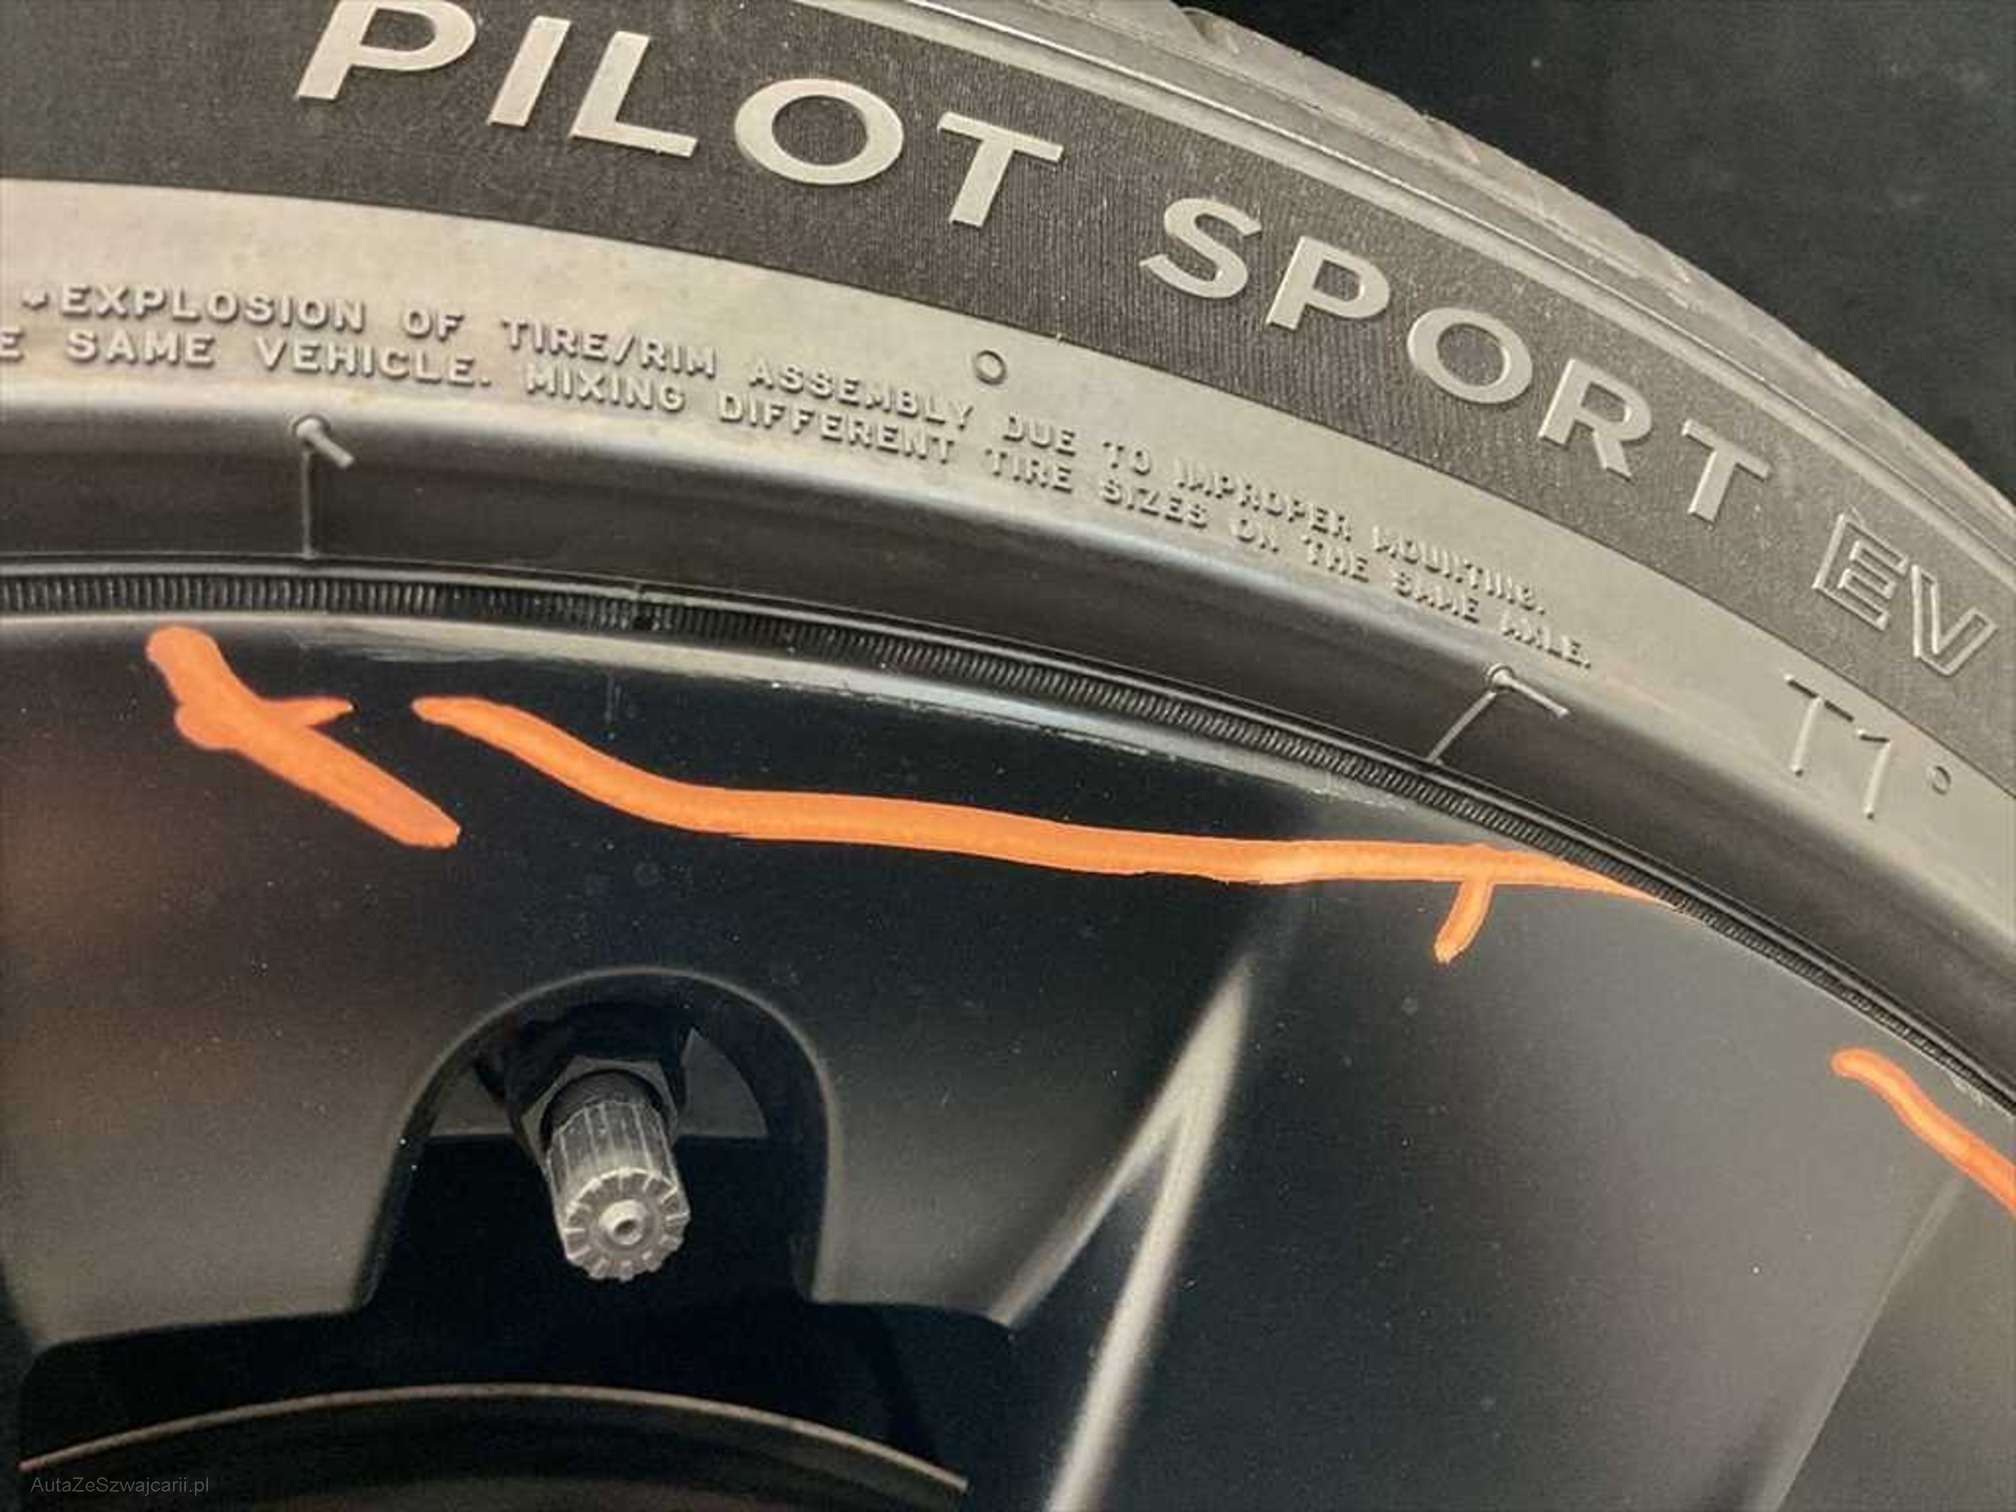 PILOT SPORT EV
*EXPLOSION OF TIRE/RIM ASSEMBLY DUE TO IMPROPER MOUNTING.
E SAME VEHICLE. MIXING DIFFERENT TIRE SIZES ON THE SAME AXLE.
T1
AutaZeSzwajcarii.pl